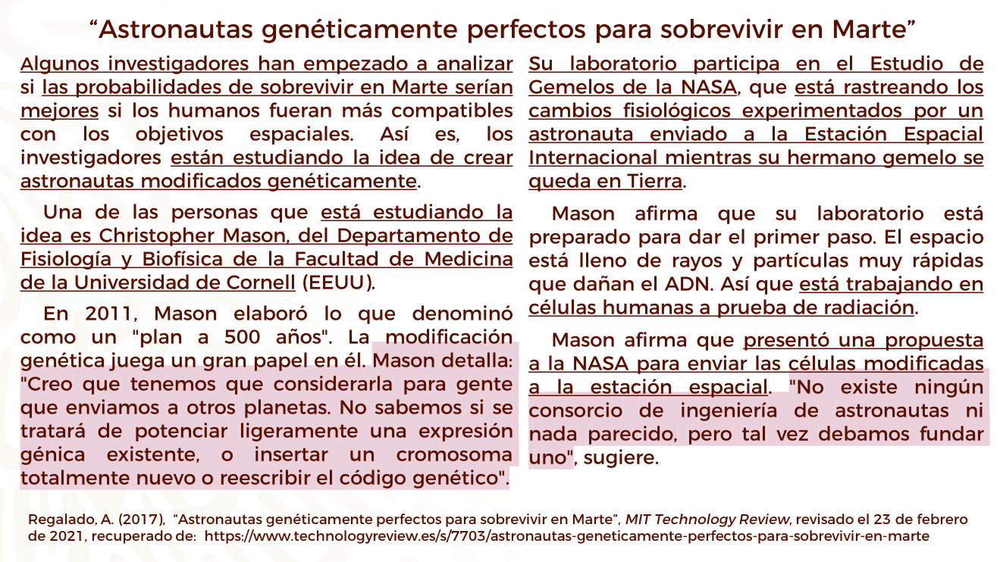 “Astronautas genéticamente perfectos para sobrevivir en Marte”
Algunos investigadores han empezado a analizar
si las probabilidades de sobrevivir en Marte serían
mejores si los humanos fueran más compatibles
con los objetivos espaciales. Así es, los
investigadores están estudiando la idea de crear
astronautas modificados genéticamente.
Una de las personas que está estudiando la
idea es Christopher Mason, del Departamento de
Fisiología y Biofísica de la Facultad de Medicina
de la Universidad de Cornell (EEUU).
En 2011, Mason elaboró lo que denominó
como un "plan a 500 años". La modificación
genética juega un gran papel en él. Mason detalla:
"Creo que tenemos que considerarla para gente
que enviamos a otros planetas. No sabemos si se
tratará de potenciar ligeramente una expresión
génica existente, o insertar un cromosoma
totalmente nuevo o reescribir el código genético".
Su laboratorio participa en el Estudio de
Gemelos de la NASA, que está rastreando los
cambios fisiológicos experimentados por un
astronauta enviado a la Estación Espacial
Internacional mientras su hermano gemelo se
queda en Tierra.
Mason afirma que su laboratorio está
preparado para dar el primer paso. El espacio
está lleno de rayos y partículas muy rápidas
que dañan el ADN. Así que está trabajando en
células humanas a prueba de radiación.
Mason afirma que presentó una propuesta
a la NASA para enviar las células modificadas
a la estación espacial. "No existe ningún
consorcio de ingeniería de astronautas ni
nada parecido, pero tal vez debamos fundar
uno", sugiere.
Regalado, A. (2017), “Astronautas genéticamente perfectos para sobrevivir en Marte”, MIT Technology Review, revisado el 23 de febrero
de 2021, recuperado de: https://www.technologyreview.es/s/7703/astronautas-geneticamente-perfectos-para-sobrevivir-en-marte